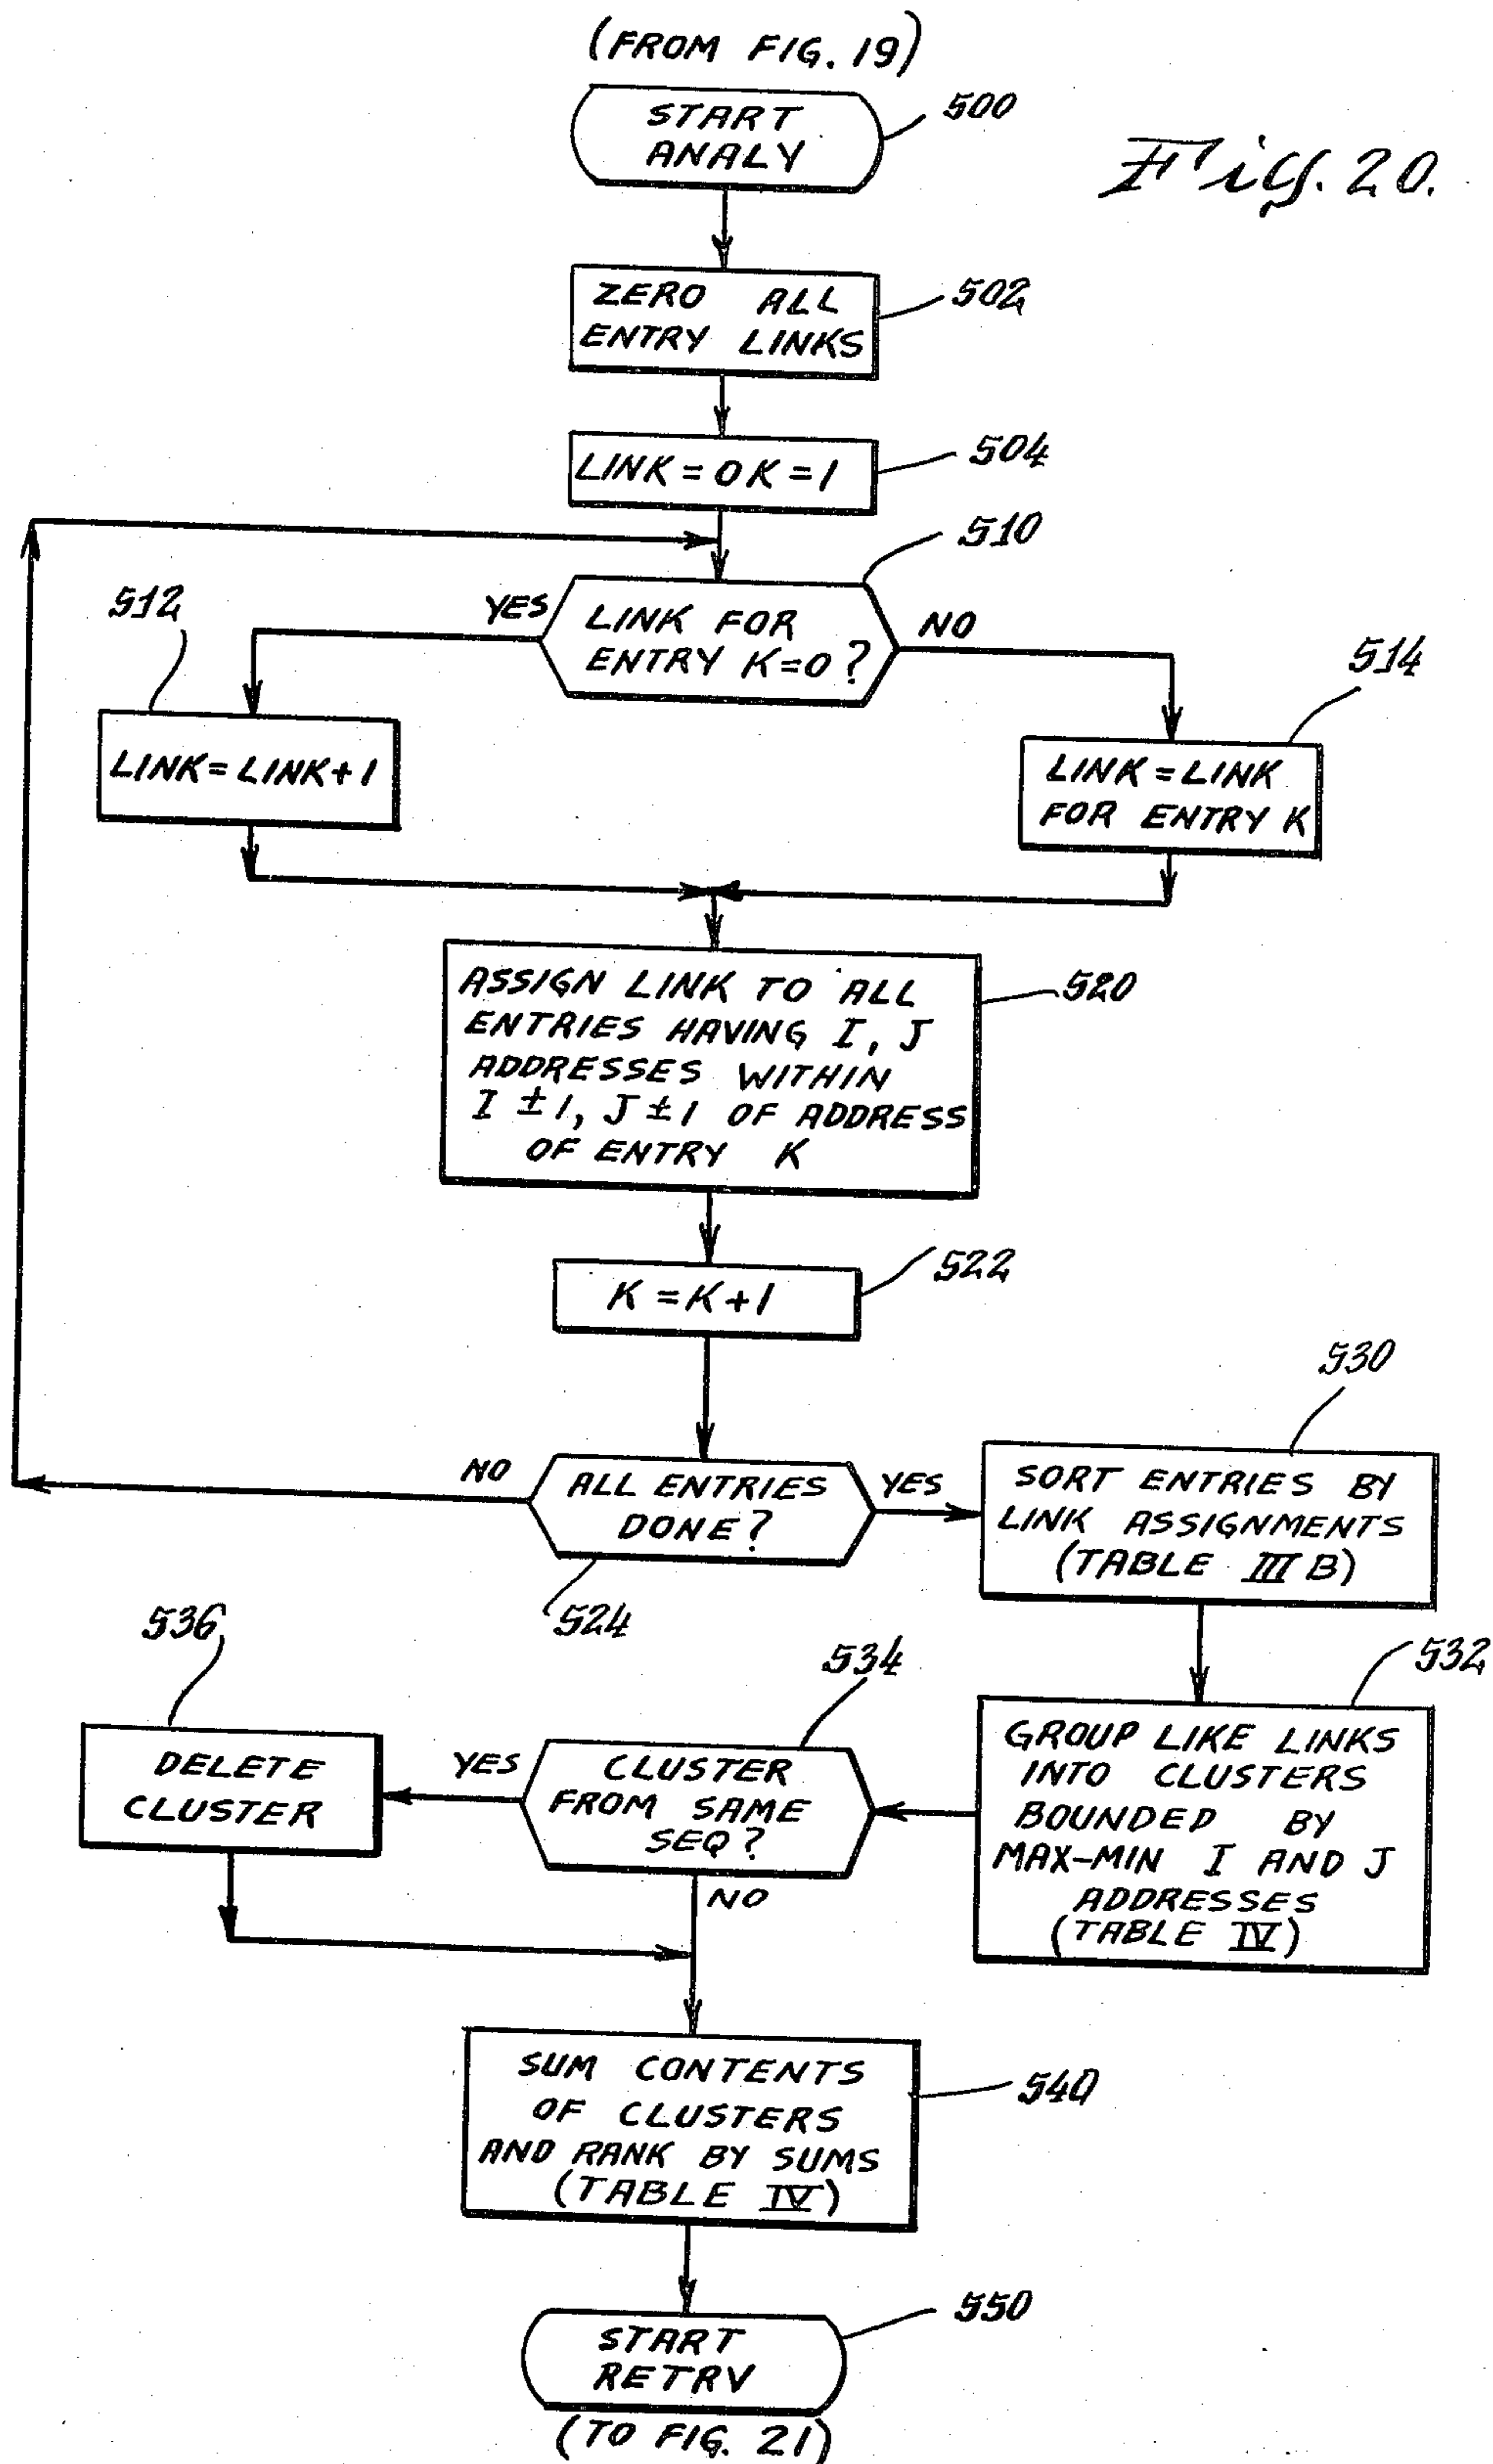 (FROM FIG. 19)
START
ANALY
500
Fig. 20.
ZERO ALL
ENTRY LINKS
502
LINK = 0 K = 1
504
510
512
YES
LINK FOR
ENTRY K=0?
NO
514
LINK = LINK + 1
LINK = LINK
FOR ENTRY K
ASSIGN LINK TO ALL
ENTRIES HAVING I, J
ADDRESSES WITHIN
I ± 1, J ± 1 OF ADDRESS
OF ENTRY K
520
K = K + 1
522
530
NO
ALL ENTRIES
DONE?
YES
524
SORT ENTRIES BY
LINK ASSIGNMENTS
(TABLE III B)
536
534
532
DELETE
CLUSTER
YES
CLUSTER
FROM SAME
SEQ?
NO
GROUP LIKE LINKS
INTO CLUSTERS
BOUNDED BY
MAX-MIN I AND J
ADDRESSES
(TABLE IV)
SUM CONTENTS
OF CLUSTERS
AND RANK BY SUMS
(TABLE IV)
540
START
RETRV
550
(TO FIG. 21)